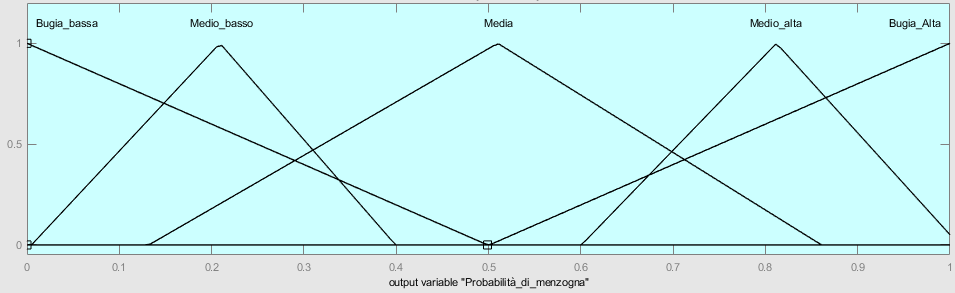 Bugia_bassa Medio_basso Media Medio_alta Bugia_Alta
1
0.5
0
0 0.1 0.2 0.3 0.4 0.5 0.6 0.7 0.8 0.9 1
output variable "Probabilità_di_menzogna"